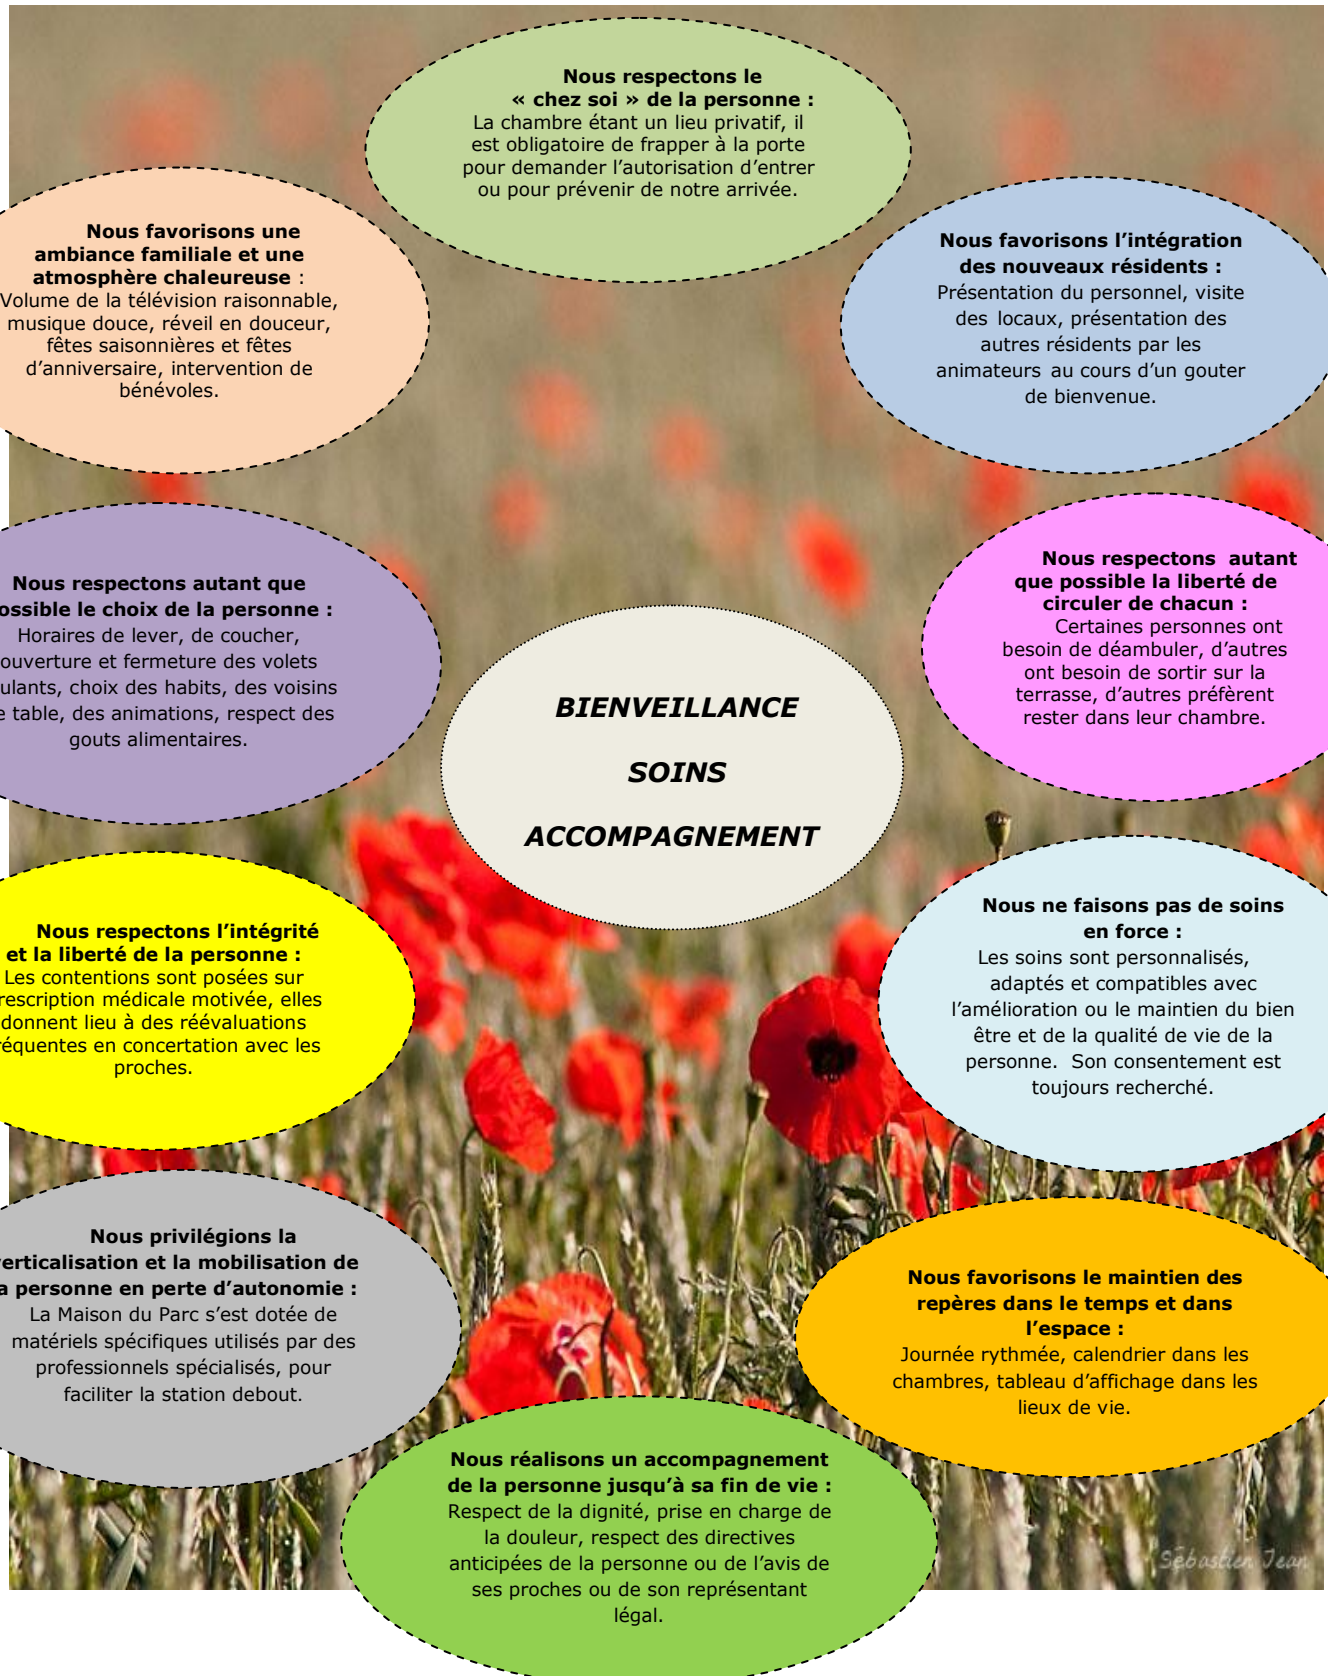 Nous respectons le
« chez soi » de la personne :
La chambre étant un lieu privatif, il
est obligatoire de frapper à la porte
pour demander l’autorisation d’entrer
ou pour prévenir de notre arrivée.
Nous favorisons une
ambiance familiale et une
atmosphère chaleureuse :
Volume de la télévision raisonnable,
musique douce, réveil en douceur,
fêtes saisonnières et fêtes
d’anniversaire, intervention de
bénévoles.
Nous favorisons l’intégration
des nouveaux résidents :
Présentation du personnel, visite
des locaux, présentation des
autres résidents par les
animateurs au cours d’un gouter
de bienvenue.
Nous respectons autant que
ossible le choix de la personne :
Horaires de lever, de coucher,
ouverture et fermeture des volets
ulants, choix des habits, des voisins
e table, des animations, respect des
gouts alimentaires.
Nous respectons autant
que possible la liberté de
circuler de chacun :
Certaines personnes ont
besoin de déambuler, d’autres
ont besoin de sortir sur la
terrasse, d’autres préfèrent
rester dans leur chambre.
BIENVEILLANCE
SOINS
ACCOMPAGNEMENT
Nous respectons l’intégrité
et la liberté de la personne :
Les contentions sont posées sur
rescription médicale motivée, elles
donnent lieu à des réévaluations
réquentes en concertation avec les
proches.
Nous ne faisons pas de soins
en force :
Les soins sont personnalisés,
adaptés et compatibles avec
l’amélioration ou le maintien du bien
être et de la qualité de vie de la
personne. Son consentement est
toujours recherché.
Nous privilégions la
verticalisation et la mobilisation de
a personne en perte d’autonomie :
La Maison du Parc s’est dotée de
matériels spécifiques utilisés par des
professionnels spécialisés, pour
faciliter la station debout.
Nous favorisons le maintien des
repères dans le temps et dans
l’espace :
Journée rythmée, calendrier dans les
chambres, tableau d’affichage dans les
lieux de vie.
Nous réalisons un accompagnement
de la personne jusqu’à sa fin de vie :
Respect de la dignité, prise en charge de
la douleur, respect des directives
anticipées de la personne ou de l’avis de
ses proches ou de son représentant
légal.
Sébastien Jean